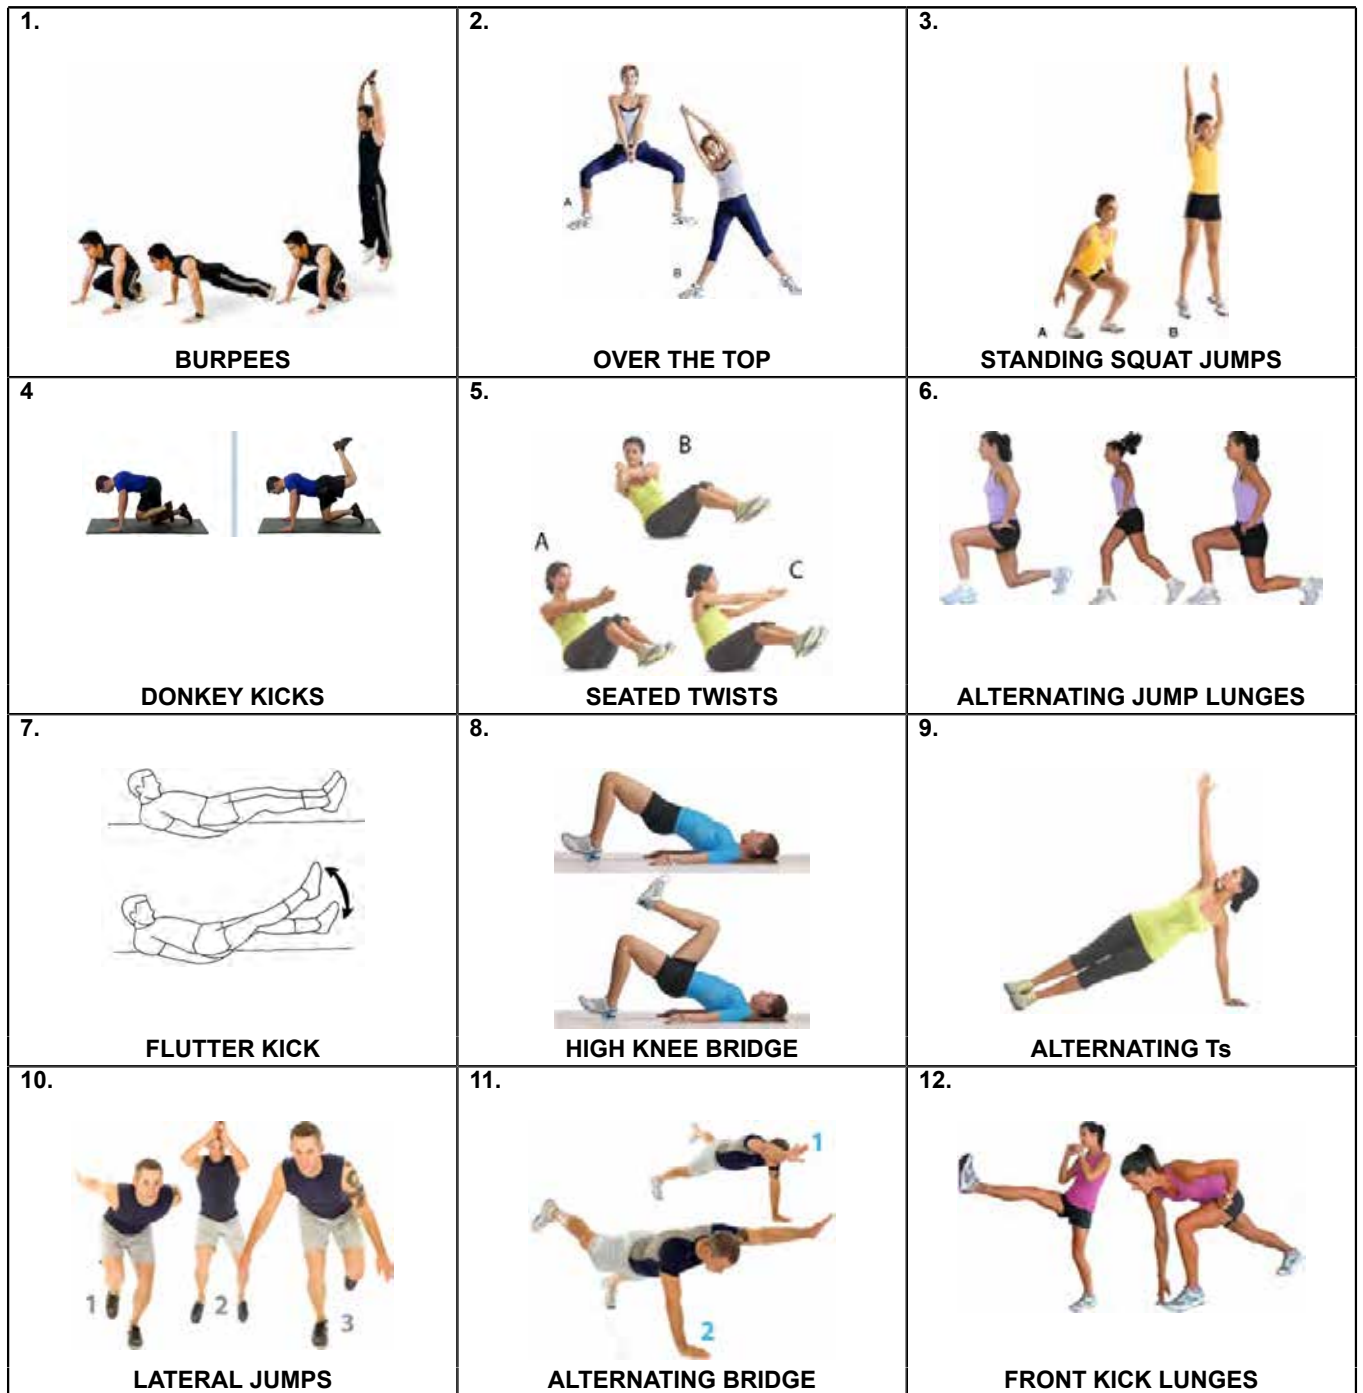 1.
2.
3.
A
B
A
B
BURPEES
OVER THE TOP
STANDING SQUAT JUMPS
4
5.
6.
B
A
C
DONKEY KICKS
SEATED TWISTS
ALTERNATING JUMP LUNGES
7.
8.
9.
FLUTTER KICK
HIGH KNEE BRIDGE
ALTERNATING Ts
10.
11.
12.
1
2
3
1
2
LATERAL JUMPS
ALTERNATING BRIDGE
FRONT KICK LUNGES